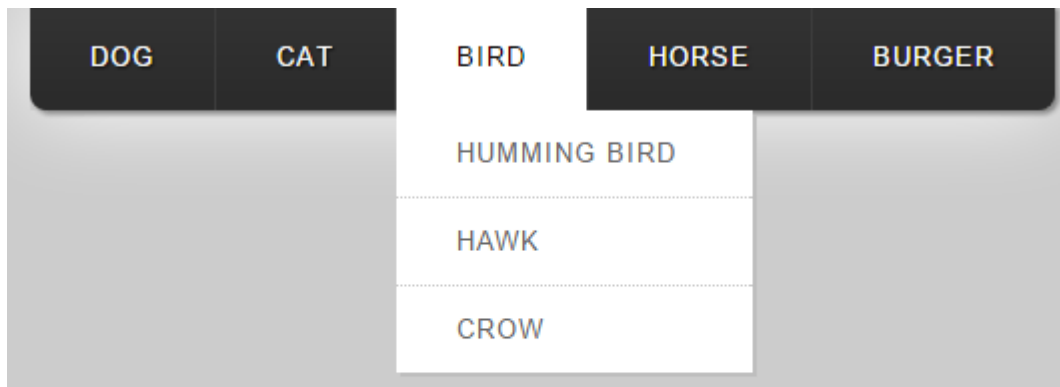 DOG CAT BIRD HORSE BURGER
HUMMING BIRD
HAWK
CROW